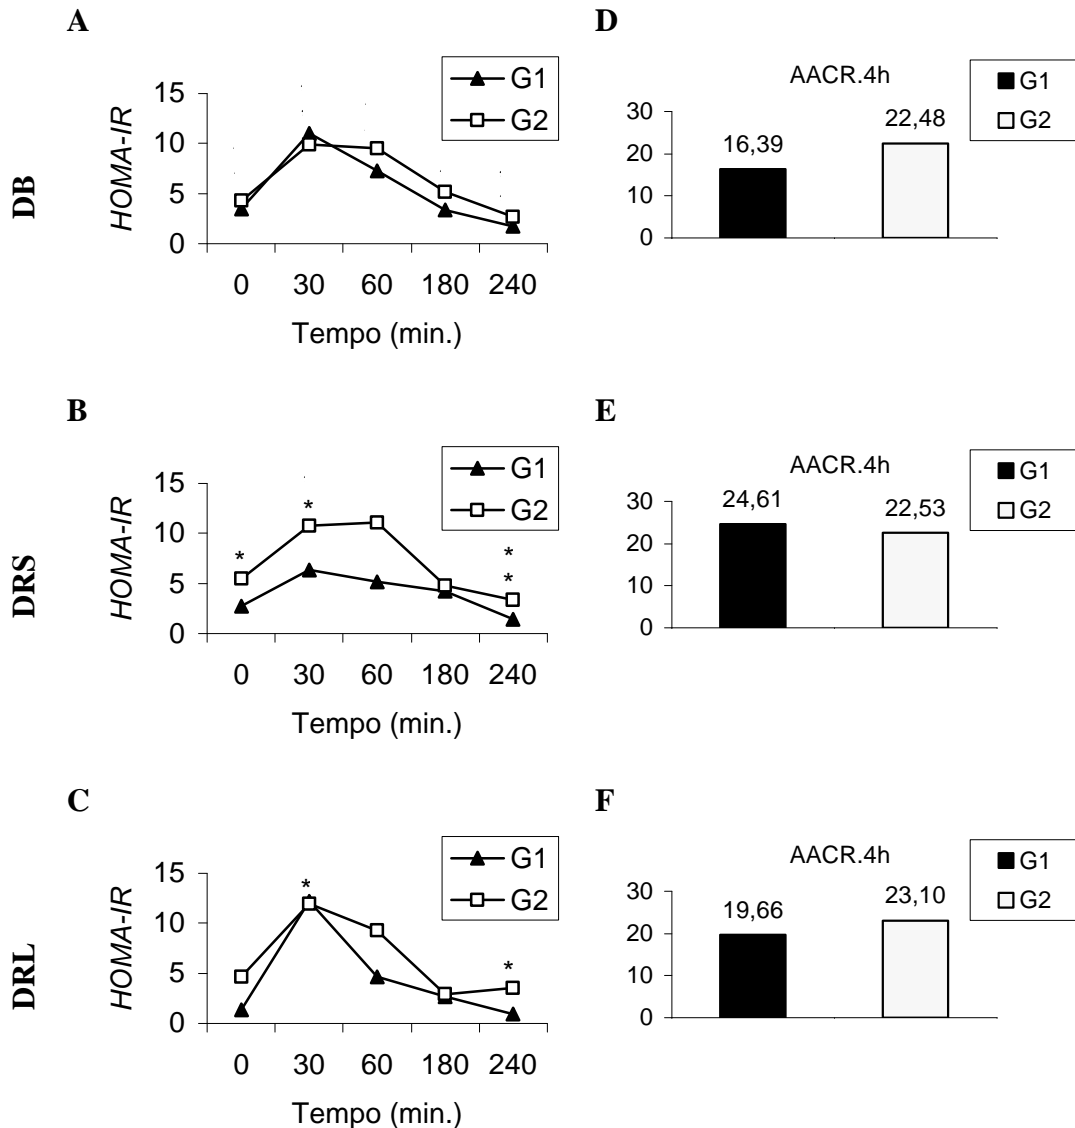 A
DB
HOMA-IR
15
10
5
0
0 30 60 180 240
Tempo (min.)
G1
G2
D
AACR.4h
30
20
10
0
16,39
22,48
G1
G2
B
DRS
HOMA-IR
15
10
5
0
*
*
*
*
0 30 60 180 240
Tempo (min.)
G1
G2
E
AACR.4h
30
20
10
0
24,61
22,53
G1
G2
C
DRL
HOMA-IR
15
10
5
0
*
*
0 30 60 180 240
Tempo (min.)
G1
G2
F
AACR.4h
30
20
10
0
19,66
23,10
G1
G2